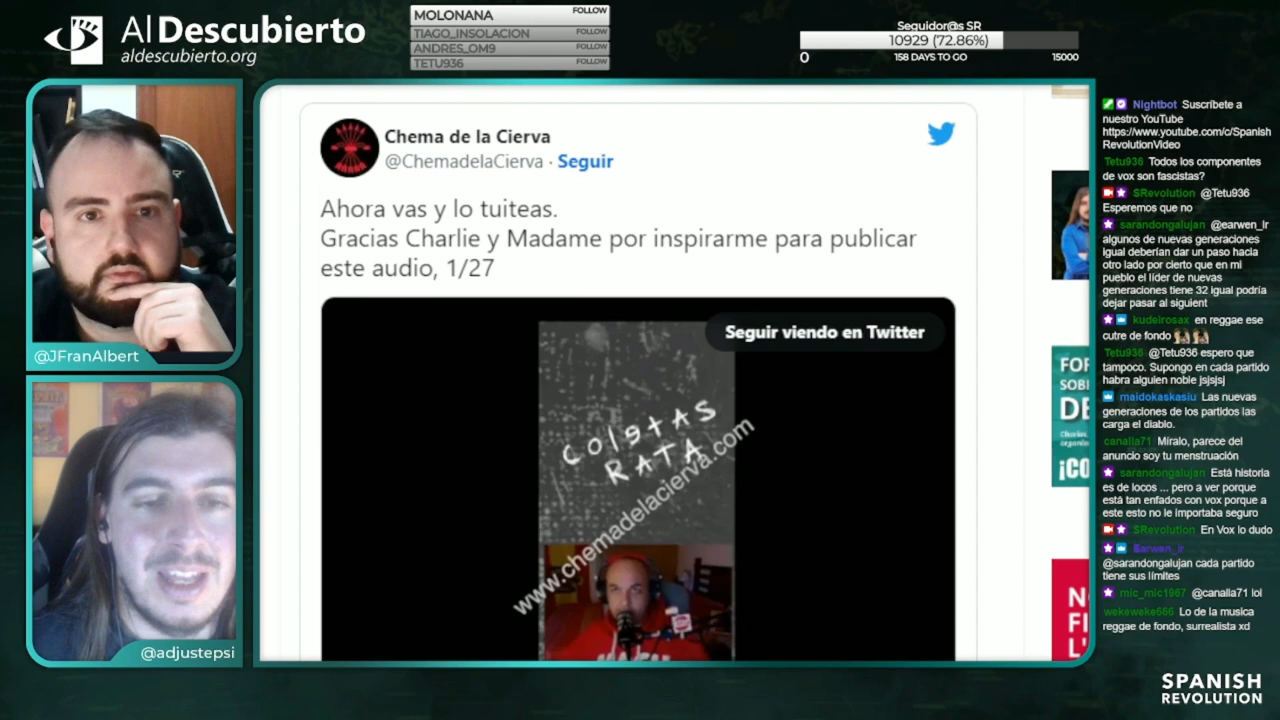 Al Descubierto
aldescubierto.org
MOLONANA FOLLOW
TIAGO_INSOLACION FOLLOW
ANDRES_OM9 FOLLOW
TETU936 FOLLOW
Seguidor@s SR
10929 (72.86%)
0 158 DAYS TO GO 15000
@JFranAlbert
@adjustepsi
Chema de la Cierva
@ChemadelaCierva · Seguir
Ahora vas y lo tuiteas.
Gracias Charlie y Madame por inspirarme para publicar
este audio, 1/27
Seguir viendo en Twitter
COletAS
RATA
www.chemadelacierva.com
FOR
SOBI
DE
¡CO
N
FI
L'
Nightbot Suscribete a
nuestro YouTube
https://www.youtube.com/c/Spanish
RevolutionVideo
Tetu936 Todos los componentes
de vox son fascistas?
SRevolution @Tetu936
Esperemos que no
sarandongalujan @earwen_lr
algunos de nuevas generaciones
igual deberían dar un paso hacia
otro lado por cierto que en mi
pueblo el líder de nuevas
generaciones tiene 32 igual podría
dejar pasar al siguient
kudeirosax en reggae ese
cutre de fondo
Tetu936 @Tetu936 espero que
tampoco. Supongo en cada partido
habra alguien noble jsjsjsj
maidokaskasiu Las nuevas
generaciones de los partidos las
carga el diablo.
canalla71 Míralo, parece del
anuncio soy tu menstruación
sarandongalujan Está historia
es de locos ... pero a ver porque
está tan enfados con vox porque a
este esto no le importaba seguro
SRevolution En Vox lo dudo
Earwen_lr
@sarandongalujan cada partido
tiene sus límites
mic_mic1967 @canalla71 lol
wekeweke666 Lo de la musica
reggae de fondo, surrealista xd
SPANISH
REVOLUTION